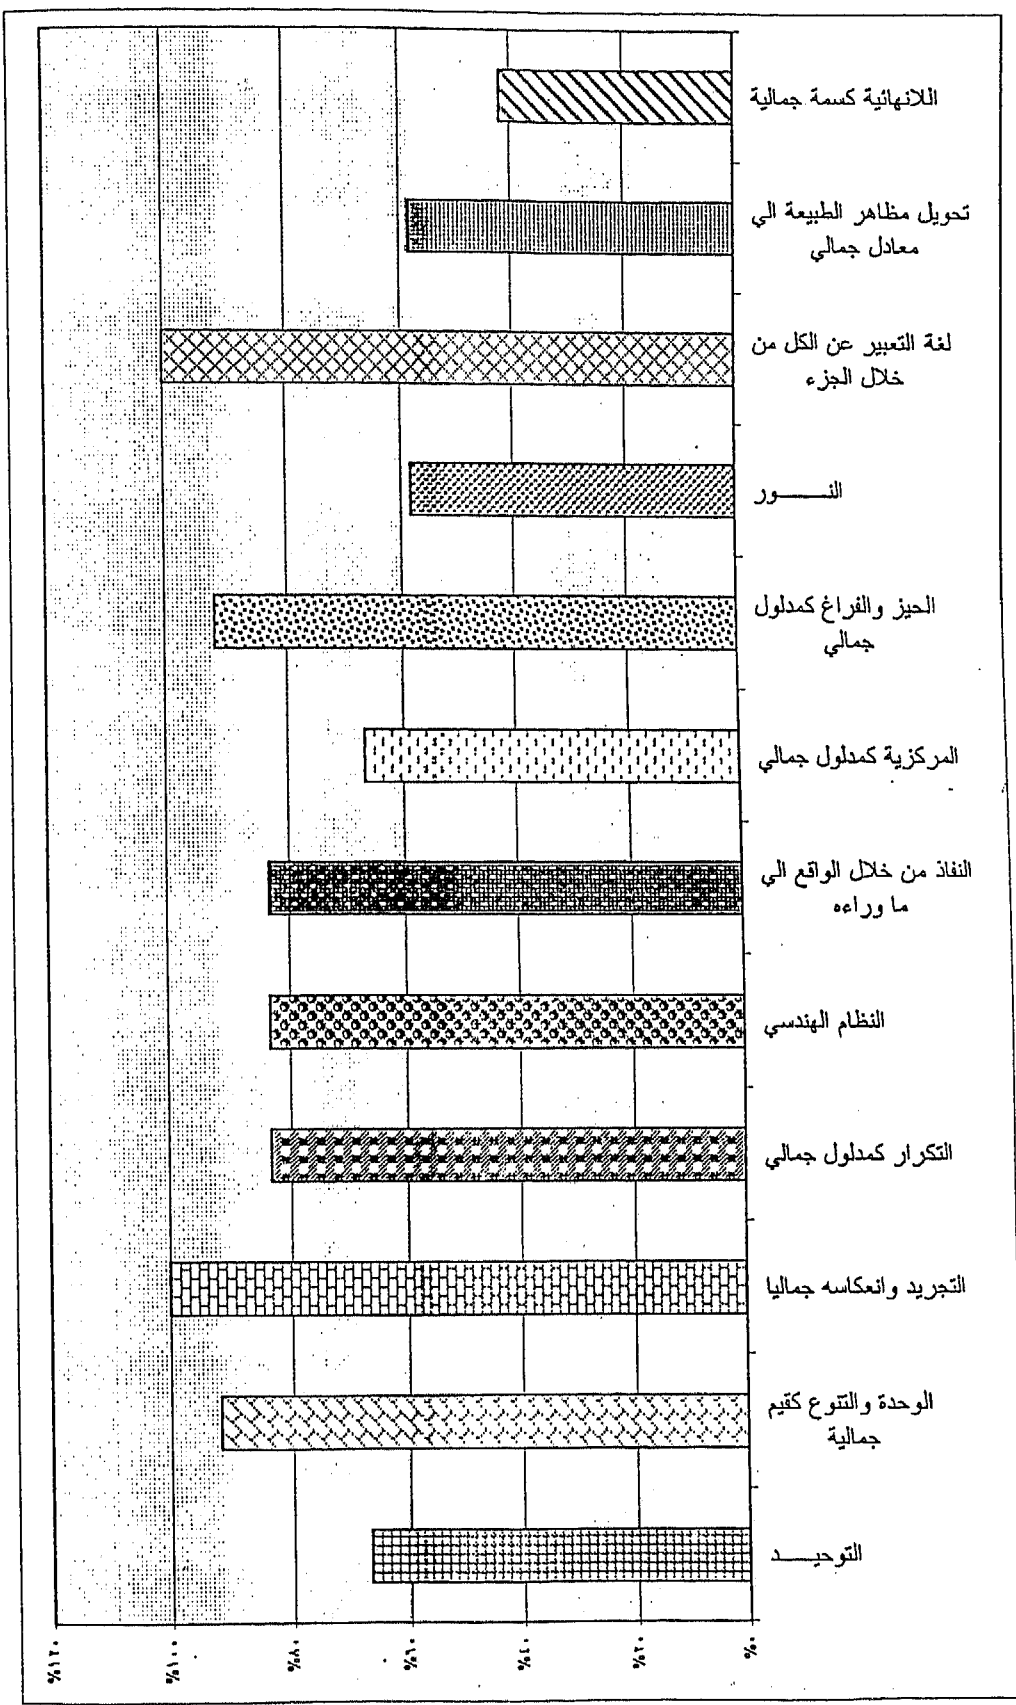 اللانهائية كسمة جمالية
تحويل مظاهر الطبيعة الي
معادل جمالي
لغة التعبير عن الكل من
خلال الجزء
النـــــور
الحيز والفراغ كمدلول
جمالي
المركزية كمدلول جمالي
النفاذ من خلال الواقع الي
ما وراءه
النظام الهندسي
التكرار كمدلول جمالي
التجريد وانعكاسه جماليا
الوحدة والتنوع كقيم
جمالية
التوحيـــــد
%١٢٠
%١٠٠
%٨٠
%٦٠
%٤٠
%٢٠
%٠